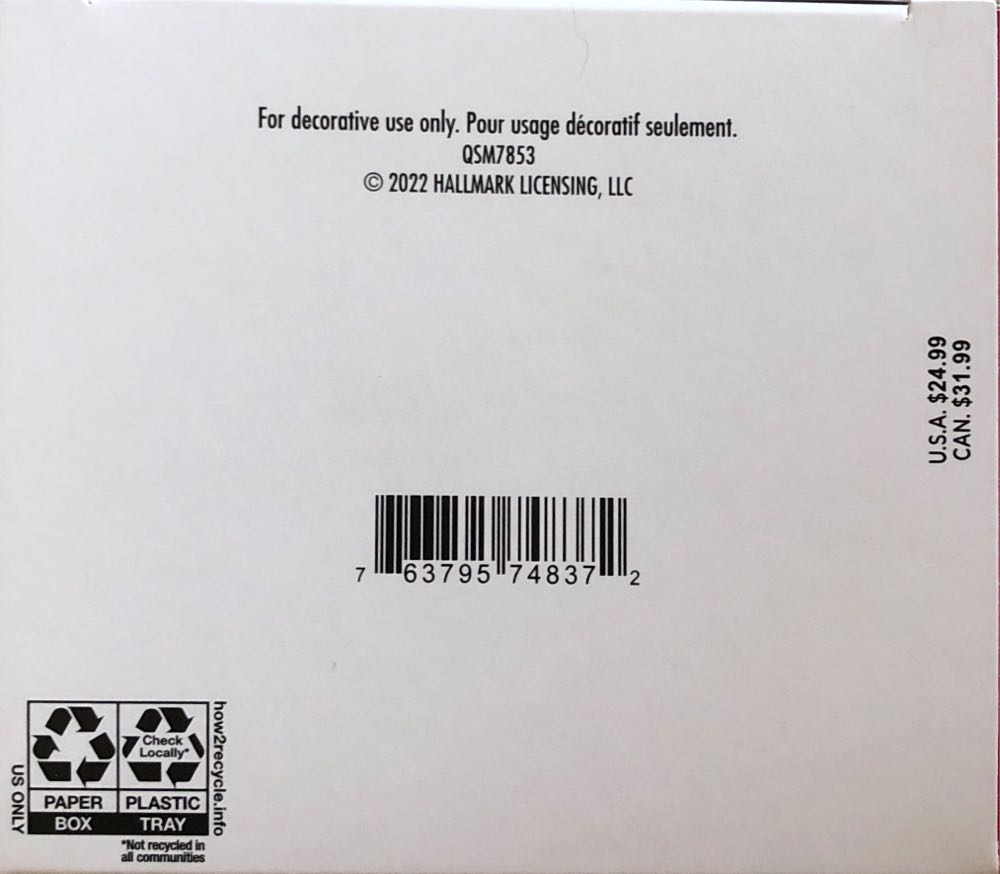 For decorative use only. Pour usage décoratif seulement.
QSM7853
© 2022 HALLMARK LICENSING, LLC
U.S.A. $24.99
CAN. $31.99
7 63795 74837 2
US ONLY
Check
Locally*
PAPER
BOX
PLASTIC
TRAY
how2recycle.info
*Not recycled in
all communities